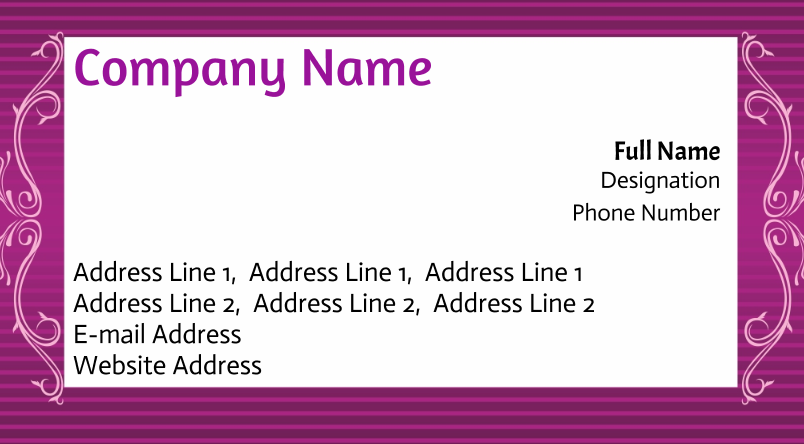 Company Name
Full Name
Designation
Phone Number
Address Line 1,  Address Line 1,  Address Line 1
Address Line 2,  Address Line 2,  Address Line 2
E-mail Address
Website Address